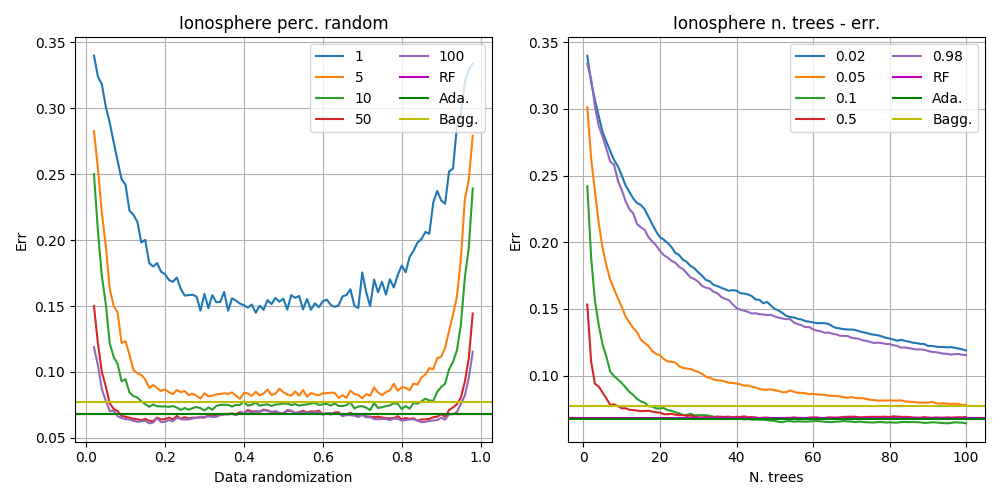 Ionosphere perc. random
Ionosphere n. trees - err.
0.35
0.30
0.25
0.20
0.15
0.10
0.05
Err
0.0 0.2 0.4 0.6 0.8 1.0
Data randomization
1 100
5 RF
10 Ada.
50 Bagg.
0.35
0.30
0.25
0.20
0.15
0.10
Err
0 20 40 60 80 100
N. trees
0.02 0.98
0.05 RF
0.1 Ada.
0.5 Bagg.